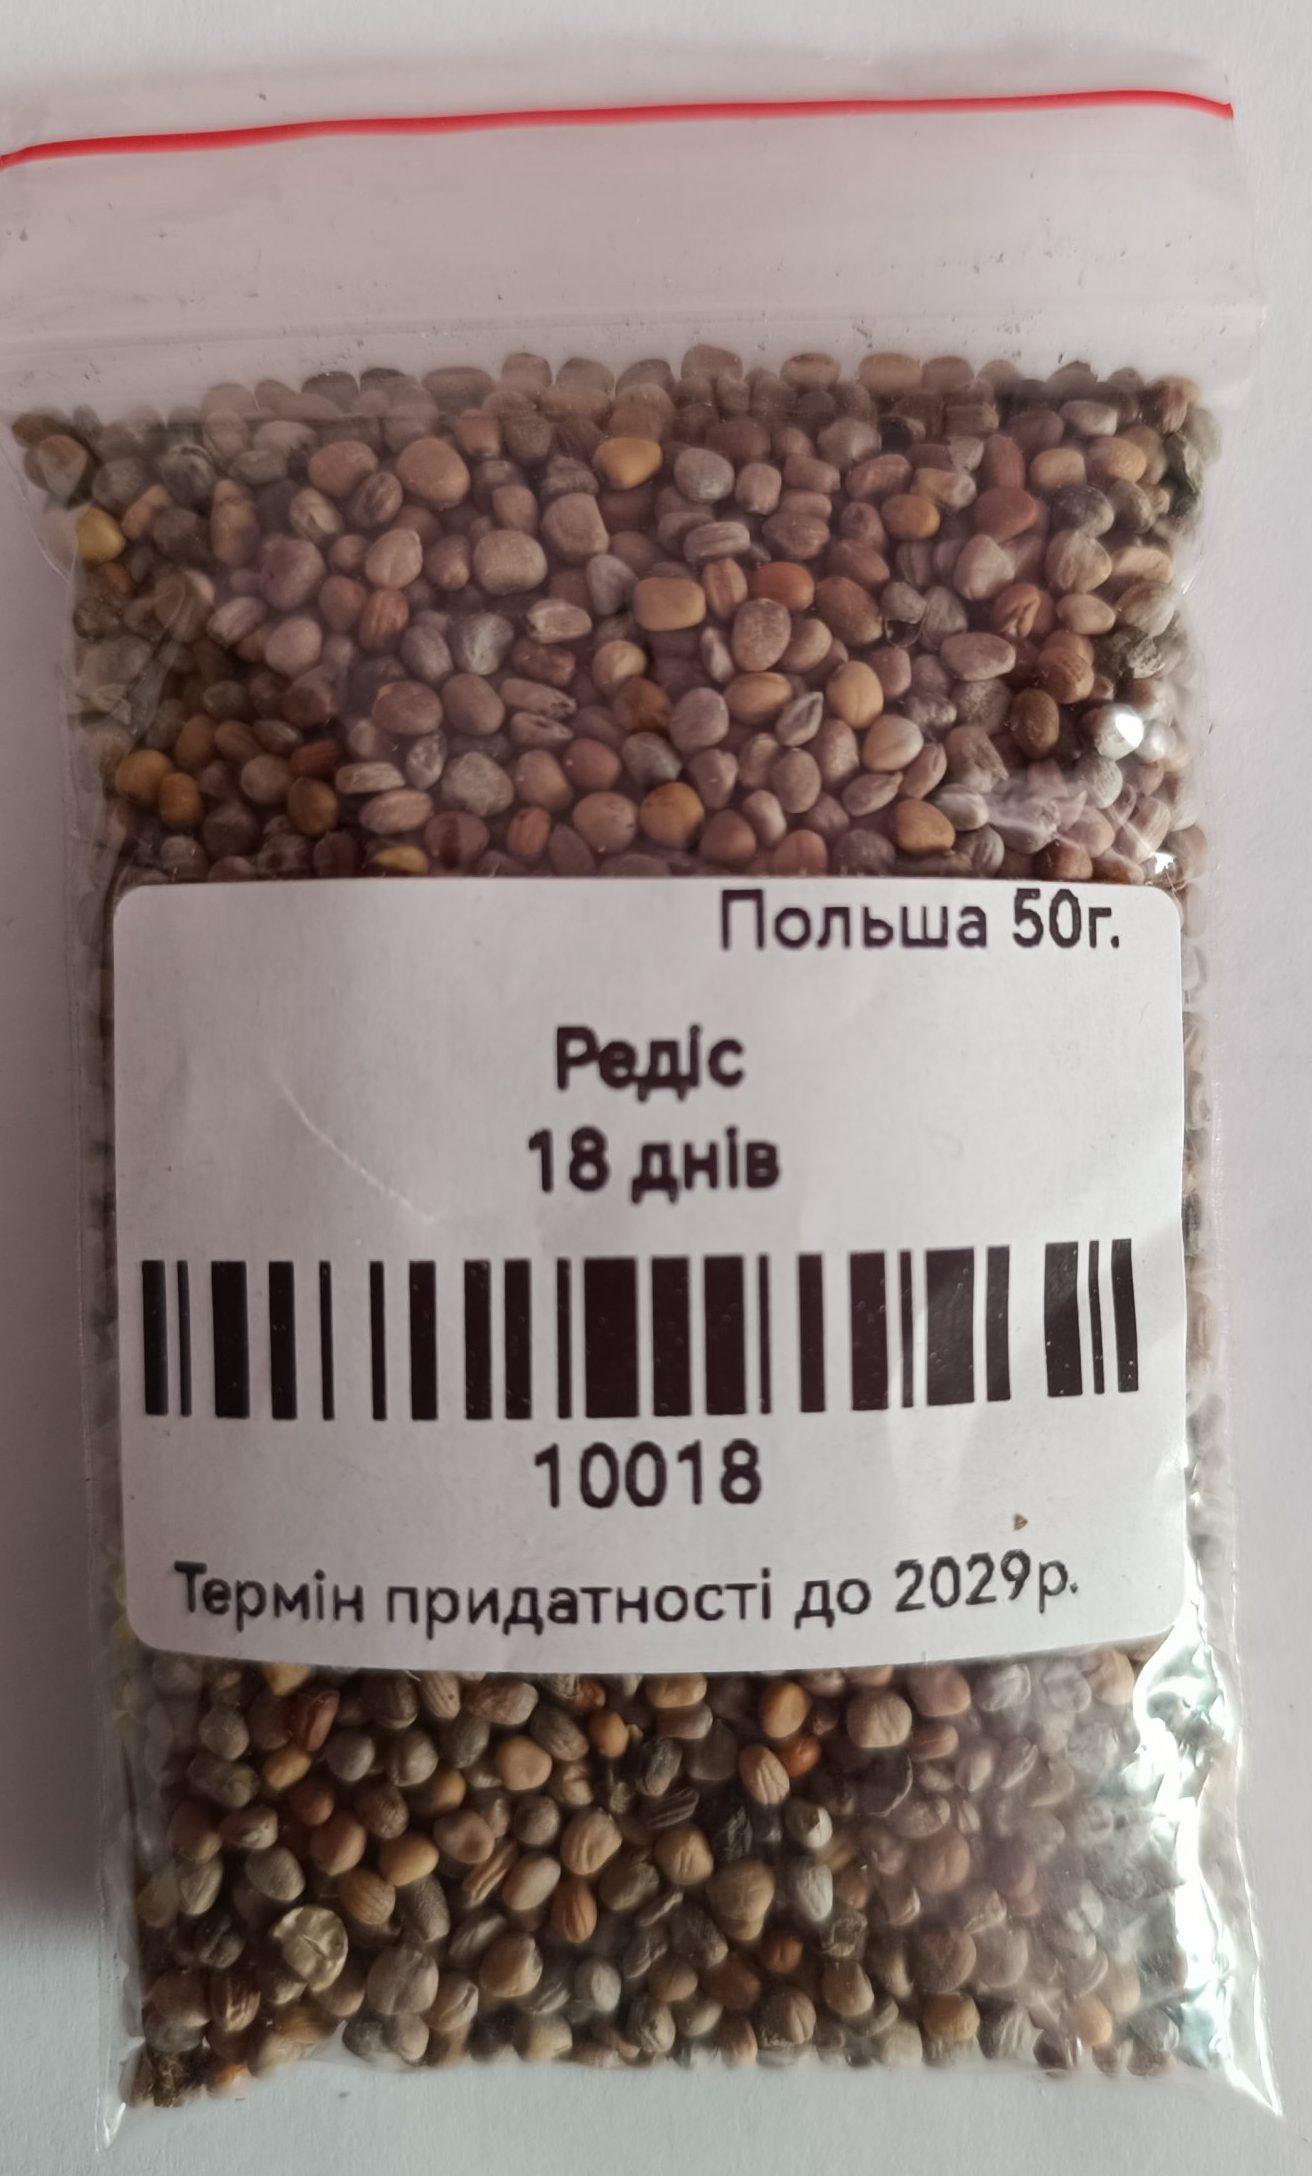 Польша 50г.
Редіс
18 днів
10018
Термін придатності до 2029р.